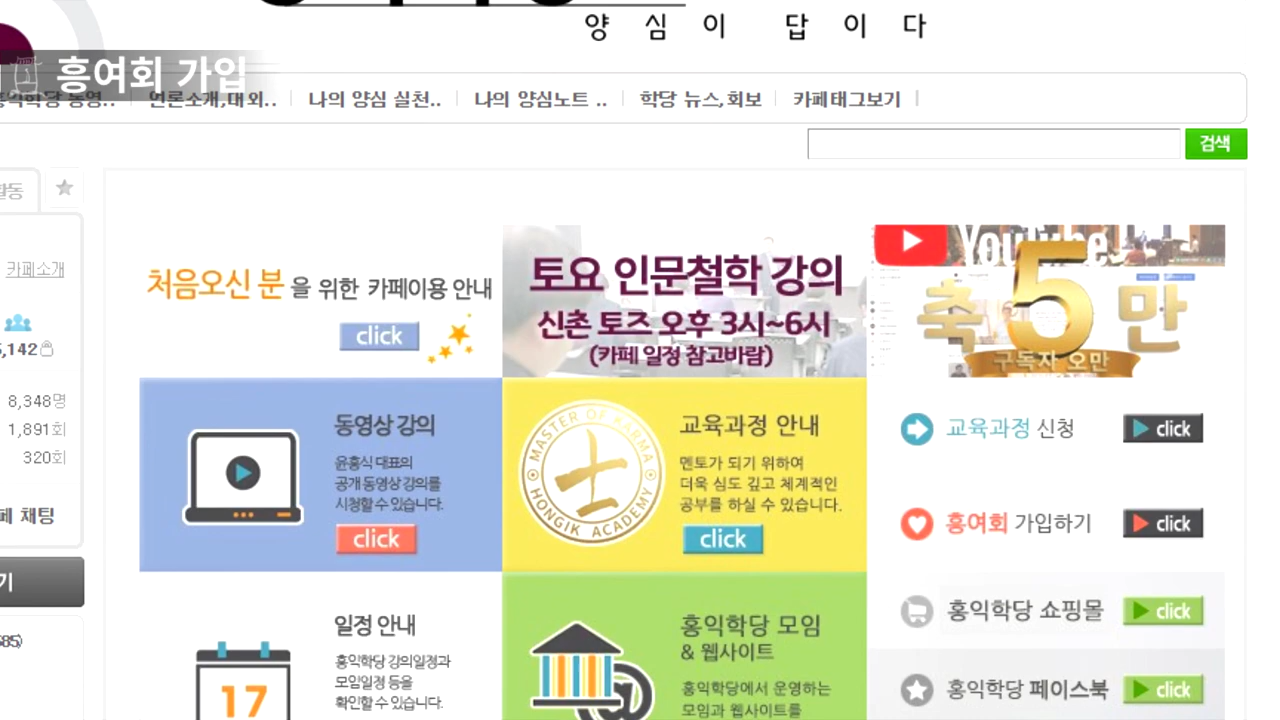 양심이 답이다
흥여회 가입
언론소개,대외.. 나의 양심 실천.. 나의 양심노트 .. 학당 뉴스,회보 카페태그보기
검색
활동
카페소개
5,142
8,348명
1,891회
320회
채팅
기
처음오신 분을 위한 카페이용 안내
click
토요 인문철학 강의
신촌 토즈 오후 3시~6시
(카페 일정 참고바람)
YouTube
축 5만
구독자 오만
동영상 강의
윤홍식 대표의
공개 동영상 강의를
시청할 수 있습니다.
click
MASTER OF KARMA
士
HONGIK ACADEMY
교육과정 안내
멘토가 되기 위하여
더욱 심도 깊고 체계적인
공부를 하실 수 있습니다.
click
교육과정 신청 click
흥여회 가입하기 click
홍익학당 쇼핑몰 click
홍익학당 페이스북 click
일정 안내
홍익학당 강의일정과
모임일정 등을
확인할 수 있습니다.
17
홍익학당 모임
& 웹사이트
홍익학당에서 운영하는
모임과 웹사이트를
@